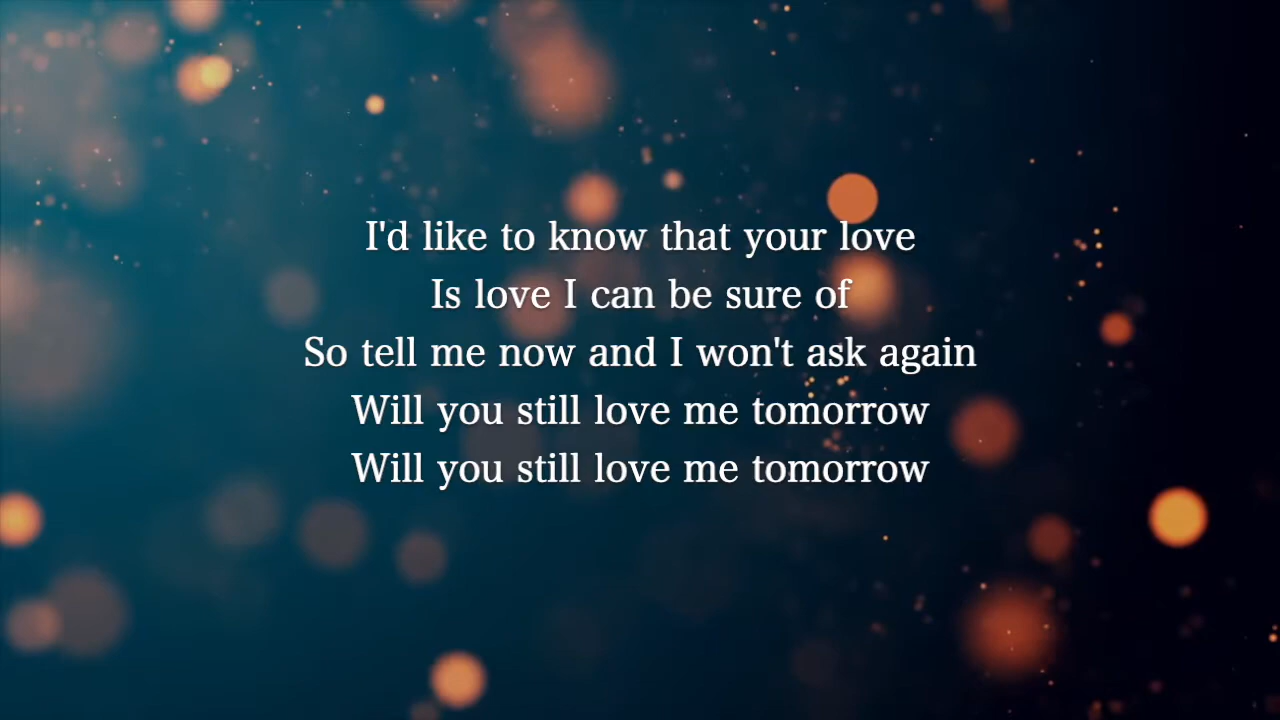 I'd like to know that your love
Is love I can be sure of
So tell me now and I won't ask again
Will you still love me tomorrow
Will you still love me tomorrow